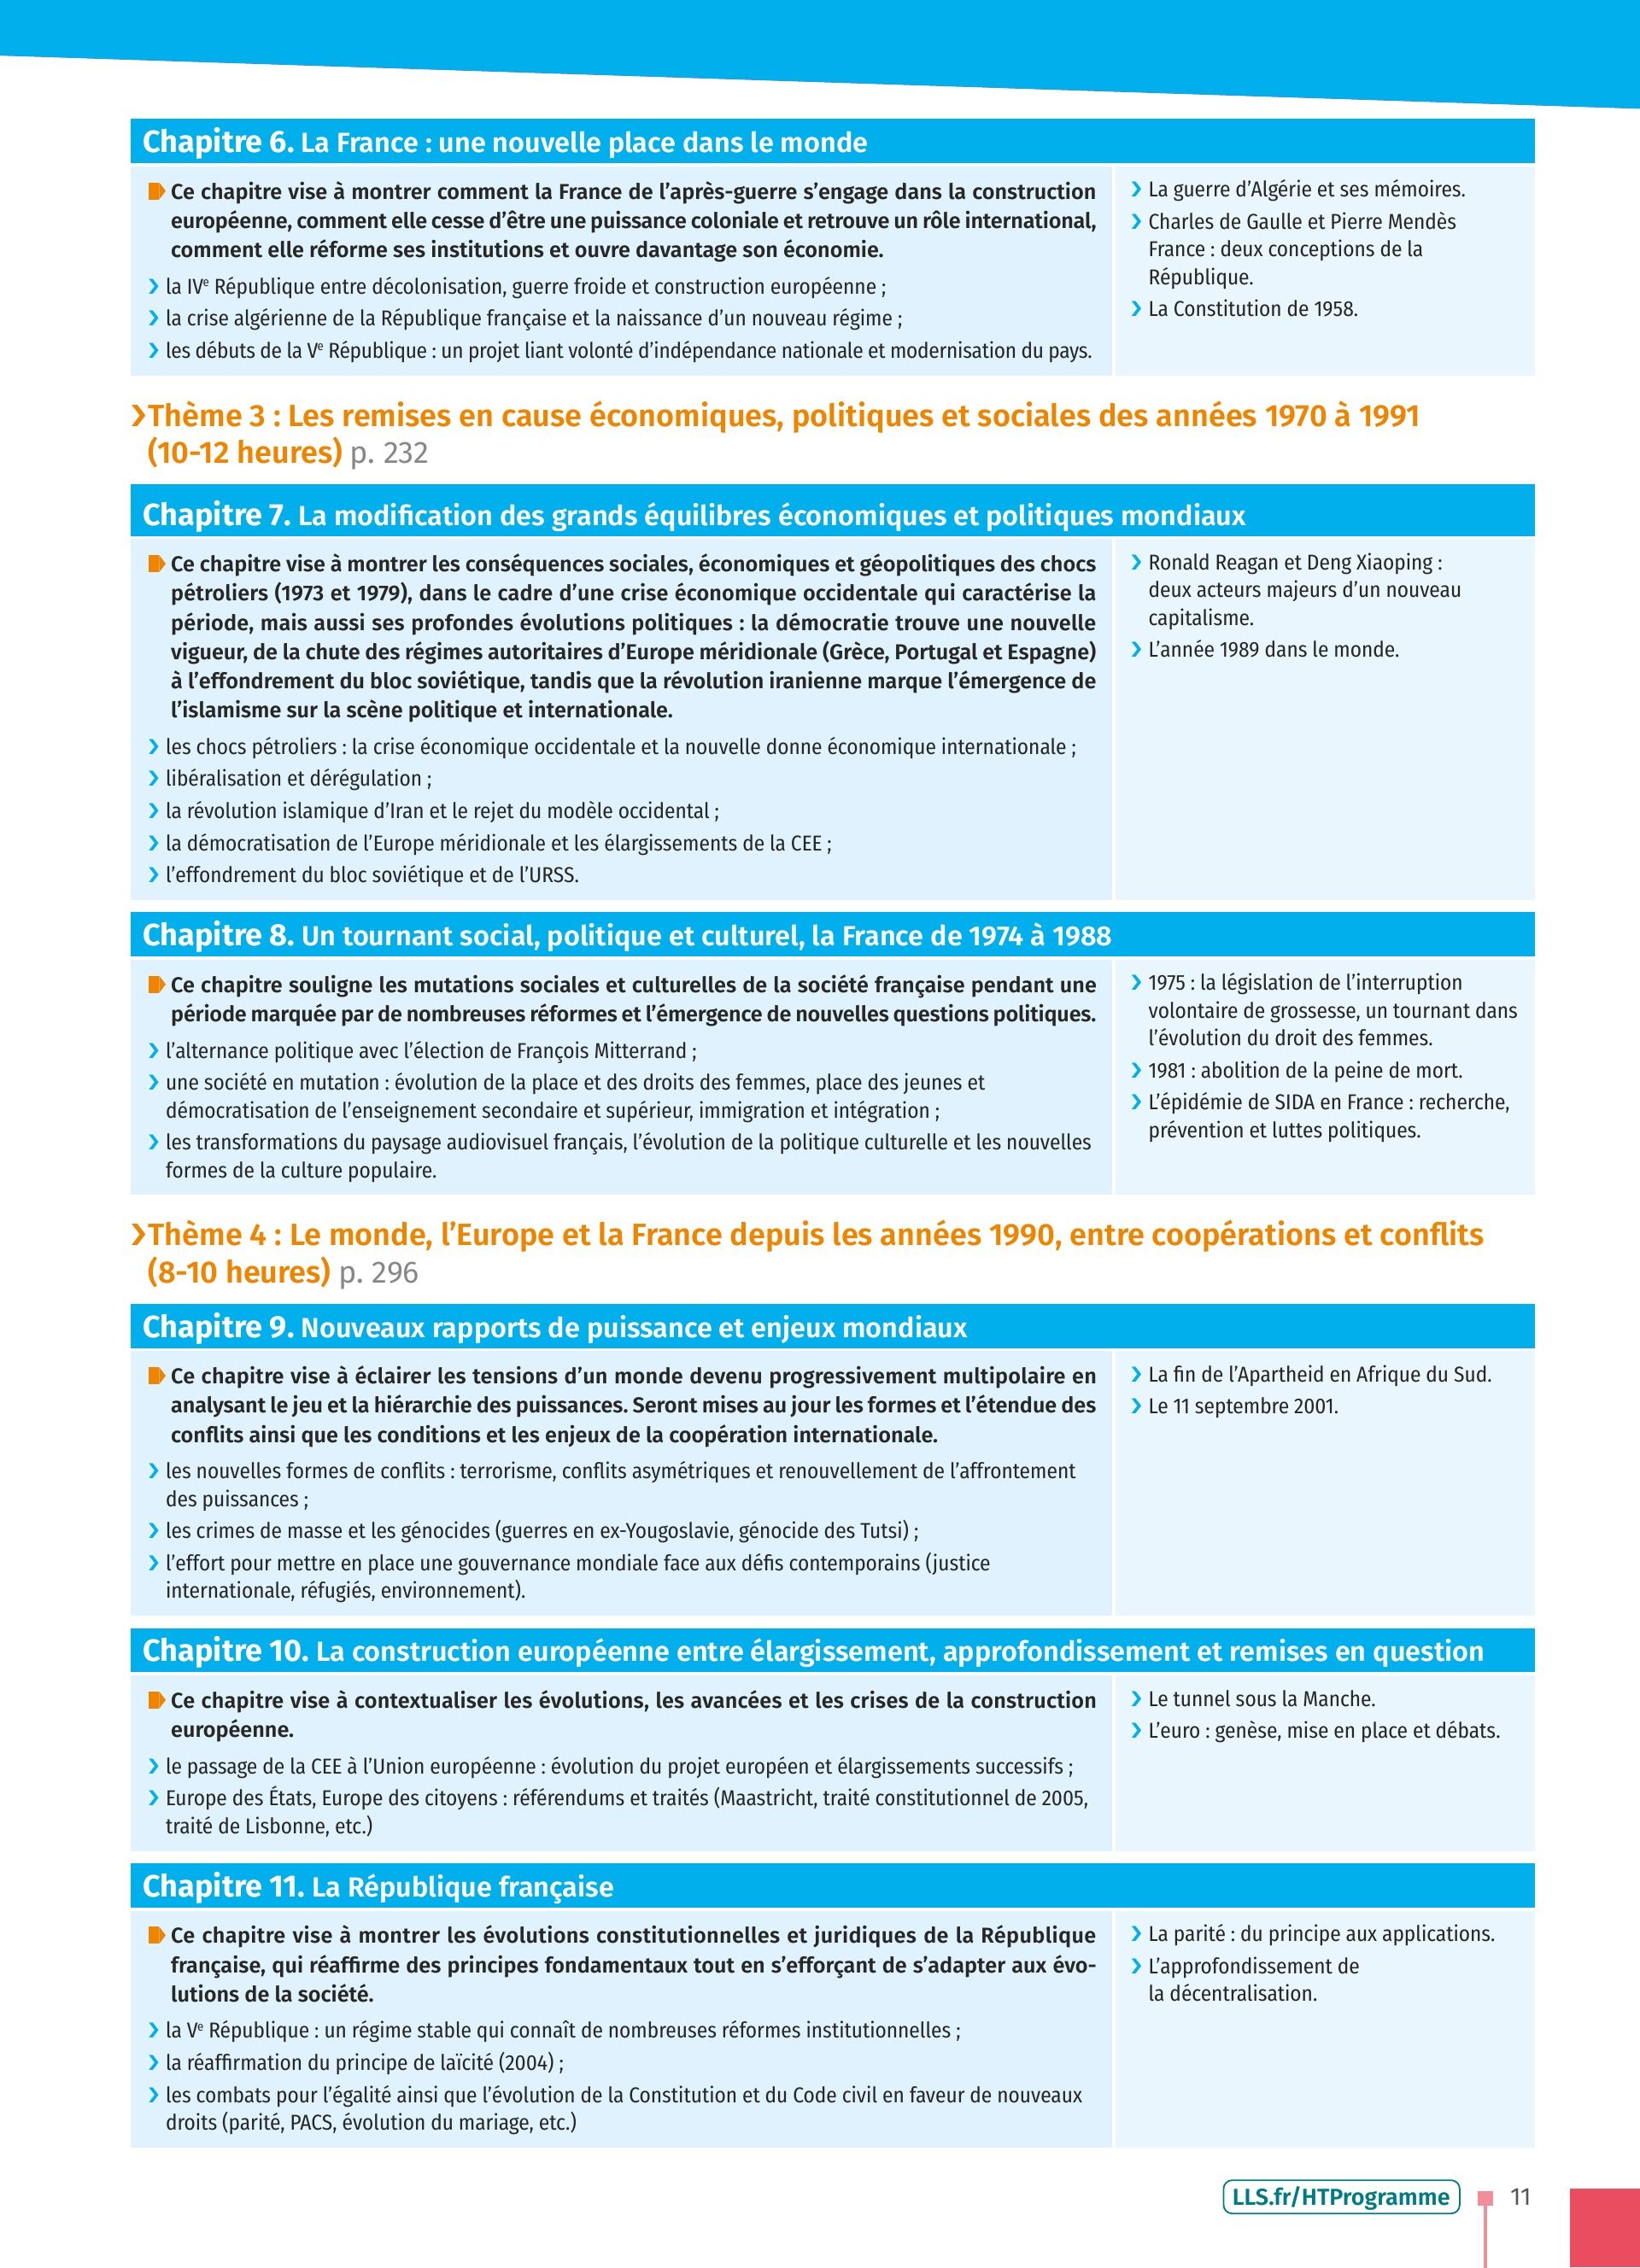 Chapitre 6. La France : une nouvelle place dans le monde
Ce chapitre vise à montrer comment la France de l’après-guerre s’engage dans la construction
européenne, comment elle cesse d’être une puissance coloniale et retrouve un rôle international,
comment elle réforme ses institutions et ouvre davantage son économie.
❯ la IVe République entre décolonisation, guerre froide et construction européenne ;
❯ la crise algérienne de la République française et la naissance d’un nouveau régime ;
❯ les débuts de la Ve République : un projet liant volonté d’indépendance nationale et modernisation du pays.
❯ La guerre d’Algérie et ses mémoires.
❯ Charles de Gaulle et Pierre Mendès
France : deux conceptions de la
République.
❯ La Constitution de 1958.
❯Thème 3 : Les remises en cause économiques, politiques et sociales des années 1970 à 1991
(10-12 heures) p. 232
Chapitre 7. La modification des grands équilibres économiques et politiques mondiaux
Ce chapitre vise à montrer les conséquences sociales, économiques et géopolitiques des chocs
pétroliers (1973 et 1979), dans le cadre d’une crise économique occidentale qui caractérise la
période, mais aussi ses profondes évolutions politiques : la démocratie trouve une nouvelle
vigueur, de la chute des régimes autoritaires d’Europe méridionale (Grèce, Portugal et Espagne)
à l’effondrement du bloc soviétique, tandis que la révolution iranienne marque l’émergence de
l’islamisme sur la scène politique et internationale.
❯ les chocs pétroliers : la crise économique occidentale et la nouvelle donne économique internationale ;
❯ libéralisation et dérégulation ;
❯ la révolution islamique d’Iran et le rejet du modèle occidental ;
❯ la démocratisation de l’Europe méridionale et les élargissements de la CEE ;
❯ l’effondrement du bloc soviétique et de l’URSS.
❯ Ronald Reagan et Deng Xiaoping :
deux acteurs majeurs d’un nouveau
capitalisme.
❯ L’année 1989 dans le monde.
Chapitre 8. Un tournant social, politique et culturel, la France de 1974 à 1988
Ce chapitre souligne les mutations sociales et culturelles de la société française pendant une
période marquée par de nombreuses réformes et l’émergence de nouvelles questions politiques.
❯ l’alternance politique avec l’élection de François Mitterrand ;
❯ une société en mutation : évolution de la place et des droits des femmes, place des jeunes et
démocratisation de l’enseignement secondaire et supérieur, immigration et intégration ;
❯ les transformations du paysage audiovisuel français, l’évolution de la politique culturelle et les nouvelles
formes de la culture populaire.
❯ 1975 : la législation de l’interruption
volontaire de grossesse, un tournant dans
l’évolution du droit des femmes.
❯ 1981 : abolition de la peine de mort.
❯ L’épidémie de SIDA en France : recherche,
prévention et luttes politiques.
❯Thème 4 : Le monde, l’Europe et la France depuis les années 1990, entre coopérations et conflits
(8-10 heures) p. 296
Chapitre 9. Nouveaux rapports de puissance et enjeux mondiaux
Ce chapitre vise à éclairer les tensions d’un monde devenu progressivement multipolaire en
analysant le jeu et la hiérarchie des puissances. Seront mises au jour les formes et l’étendue des
conflits ainsi que les conditions et les enjeux de la coopération internationale.
❯ les nouvelles formes de conflits : terrorisme, conflits asymétriques et renouvellement de l’affrontement
des puissances ;
❯ les crimes de masse et les génocides (guerres en ex-Yougoslavie, génocide des Tutsi) ;
❯ l’effort pour mettre en place une gouvernance mondiale face aux défis contemporains (justice
internationale, réfugiés, environnement).
❯ La fin de l’Apartheid en Afrique du Sud.
❯ Le 11 septembre 2001.
Chapitre 10. La construction européenne entre élargissement, approfondissement et remises en question
Ce chapitre vise à contextualiser les évolutions, les avancées et les crises de la construction
européenne.
❯ le passage de la CEE à l’Union européenne : évolution du projet européen et élargissements successifs ;
❯ Europe des États, Europe des citoyens : référendums et traités (Maastricht, traité constitutionnel de 2005,
traité de Lisbonne, etc.)
❯ Le tunnel sous la Manche.
❯ L’euro : genèse, mise en place et débats.
Chapitre 11. La République française
Ce chapitre vise à montrer les évolutions constitutionnelles et juridiques de la République
française, qui réaffirme des principes fondamentaux tout en s’efforçant de s’adapter aux évo-
lutions de la société.
❯ la Ve République : un régime stable qui connaît de nombreuses réformes institutionnelles ;
❯ la réaffirmation du principe de laïcité (2004) ;
❯ les combats pour l’égalité ainsi que l’évolution de la Constitution et du Code civil en faveur de nouveaux
droits (parité, PACS, évolution du mariage, etc.)
❯ La parité : du principe aux applications.
❯ L’approfondissement de
la décentralisation.
LLS.fr/HTProgramme
11